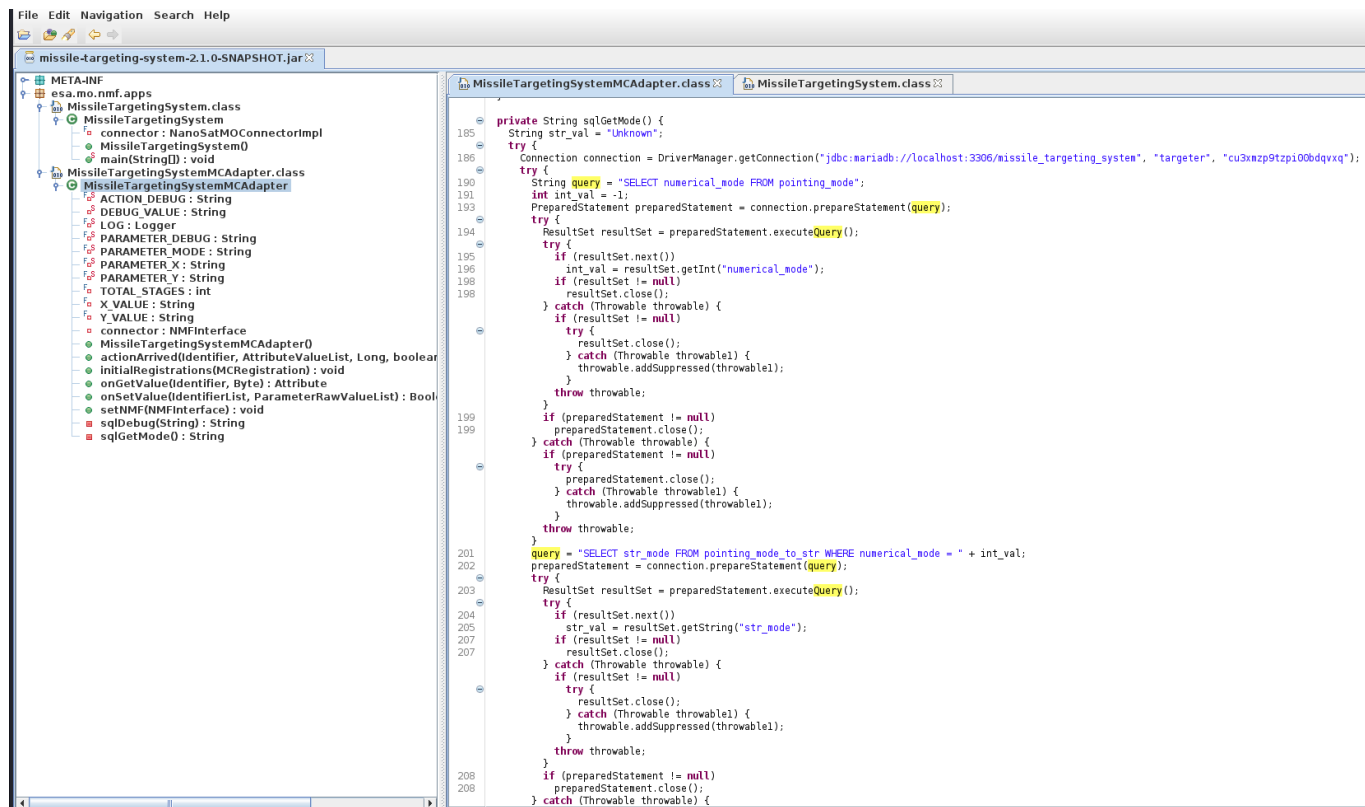 File Edit Navigation Search Help
missile-targeting-system-2.1.0-SNAPSHOT.jar
META-INF
esa.mo.nmf.apps
MissileTargetingSystem.class
MissileTargetingSystem
connector : NanoSatMOConnectorImpl
MissileTargetingSystem()
main(String[]) : void
MissileTargetingSystemMCAdapter.class
MissileTargetingSystemMCAdapter
ACTION_DEBUG : String
DEBUG_VALUE : String
LOG : Logger
PARAMETER_DEBUG : String
PARAMETER_MODE : String
PARAMETER_X : String
PARAMETER_Y : String
TOTAL_STAGES : int
X_VALUE : String
Y_VALUE : String
connector : NMFInterface
MissileTargetingSystemMCAdapter()
actionArrived(Identifier, AttributeValueList, Long, boolear
initialRegistrations(MCRegistration) : void
onGetValue(Identifier, Byte) : Attribute
onSetValue(IdentifierList, ParameterRawValueList) : Bool
setNMF(NMFInterface) : void
sqlDebug(String) : String
sqlGetMode() : String
MissileTargetingSystemMCAdapter.class MissileTargetingSystem.class
private String sqlGetMode() {
185 String str_val = "Unknown";
try {
186 Connection connection = DriverManager.getConnection("jdbc:mariadb://localhost:3306/missile_targeting_system", "targeter", "cu3xmzp9tzpi00bdqvxq");
try {
190 String query = "SELECT numerical_mode FROM pointing_mode";
191 int int_val = -1;
193 PreparedStatement preparedStatement = connection.prepareStatement(query);
try {
194 ResultSet resultSet = preparedStatement.executeQuery();
try {
195 if (resultSet.next())
196 int_val = resultSet.getInt("numerical_mode");
198 if (resultSet != null)
198 resultSet.close();
} catch (Throwable throwable) {
if (resultSet != null)
try {
resultSet.close();
} catch (Throwable throwable1) {
throwable.addSuppressed(throwable1);
}
throw throwable;
}
199 if (preparedStatement != null)
199 preparedStatement.close();
} catch (Throwable throwable) {
if (preparedStatement != null)
try {
preparedStatement.close();
} catch (Throwable throwable1) {
throwable.addSuppressed(throwable1);
}
throw throwable;
}
201 query = "SELECT str_mode FROM pointing_mode_to_str WHERE numerical_mode = " + int_val;
202 preparedStatement = connection.prepareStatement(query);
try {
203 ResultSet resultSet = preparedStatement.executeQuery();
try {
204 if (resultSet.next())
205 str_val = resultSet.getString("str_mode");
207 if (resultSet != null)
207 resultSet.close();
} catch (Throwable throwable) {
if (resultSet != null)
try {
resultSet.close();
} catch (Throwable throwable1) {
throwable.addSuppressed(throwable1);
}
throw throwable;
}
208 if (preparedStatement != null)
208 preparedStatement.close();
} catch (Throwable throwable) {